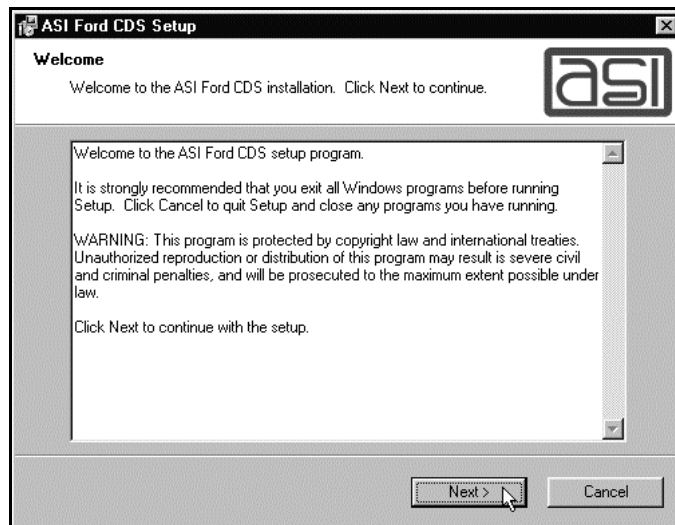 ASI Ford CDS Setup
Welcome
Welcome to the ASI Ford CDS installation. Click Next to continue.
asi
Welcome to the ASI Ford CDS setup program.
It is strongly recommended that you exit all Windows programs before running
Setup. Click Cancel to quit Setup and close any programs you have running.
WARNING: This program is protected by copyright law and international treaties.
Unauthorized reproduction or distribution of this program may result is severe civil
and criminal penalties, and will be prosecuted to the maximum extent possible under
law.
Click Next to continue with the setup.
Next >
Cancel